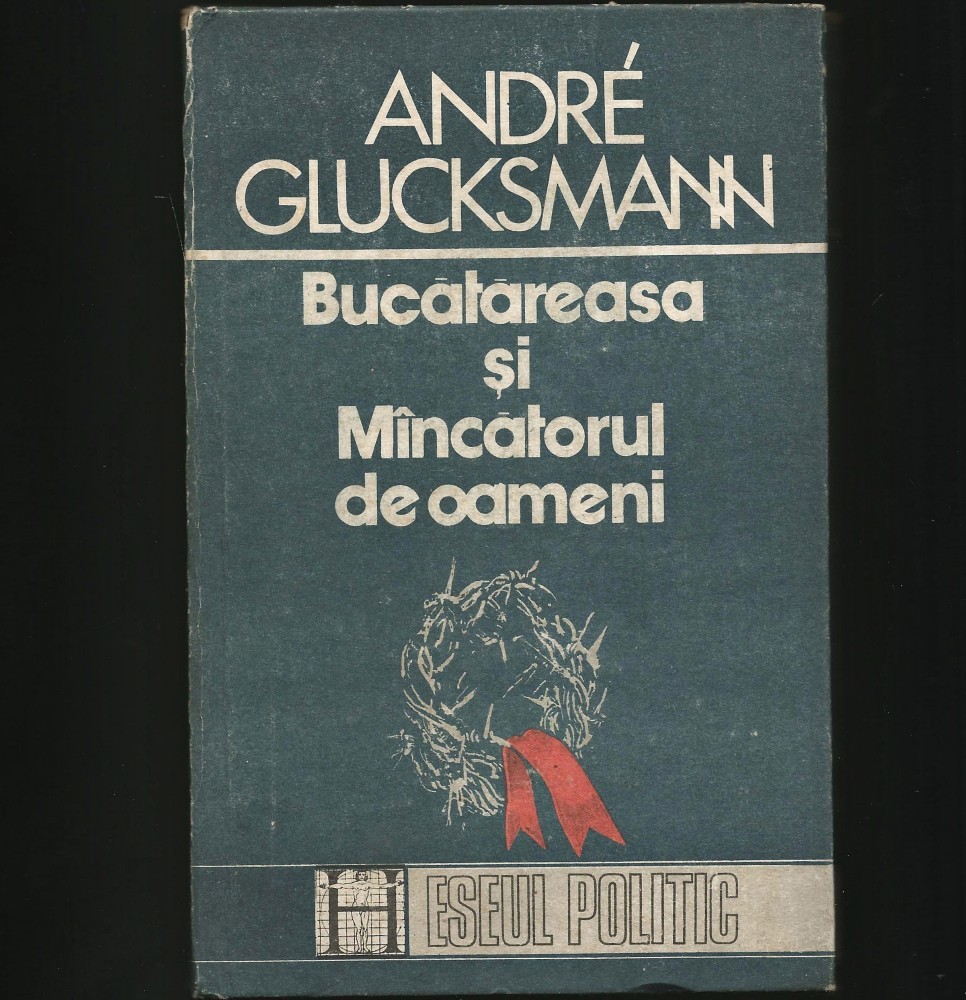 ANDRÉ
GLUCKSMANN
Bucătăreasa
și
Mîncătorul
de oameni
H ESEUL POLITIC